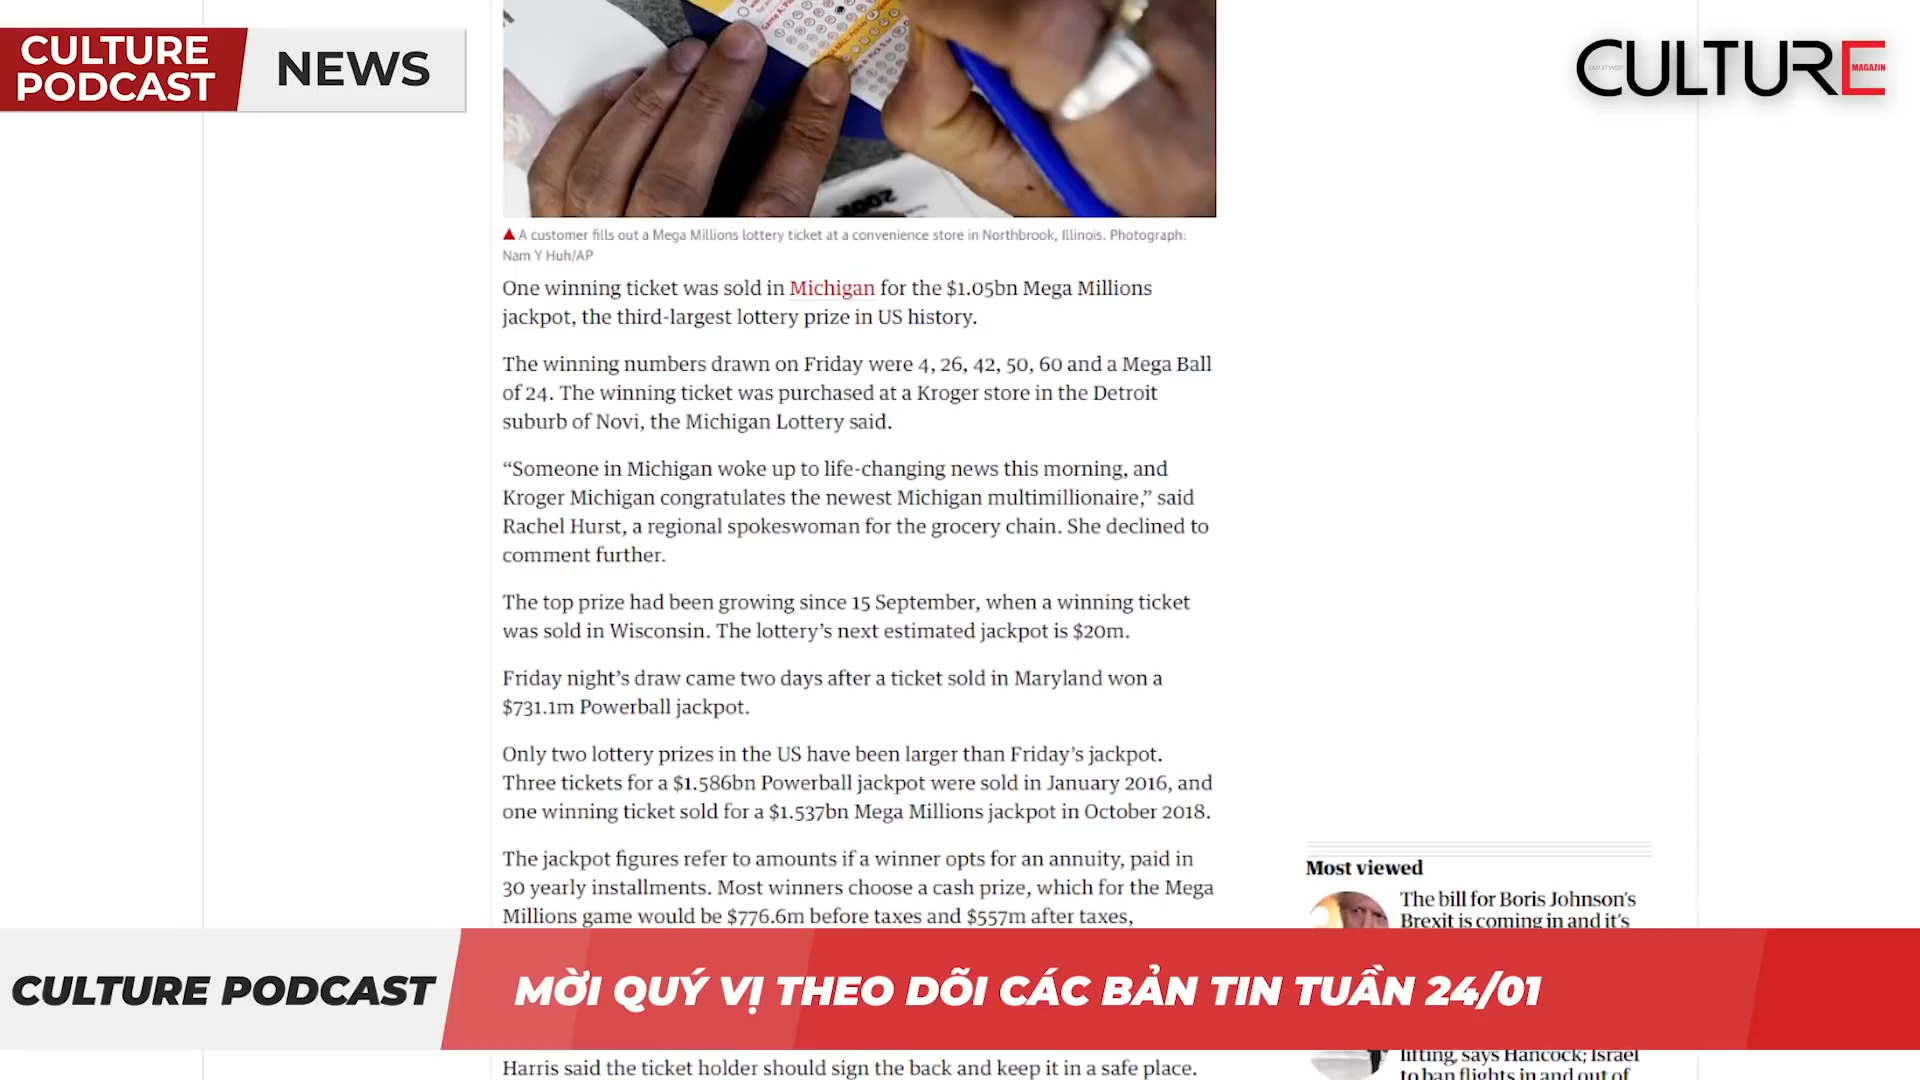 CULTURE
PODCAST
NEWS
CULTURE
MAGAZIN
A customer fills out a Mega Millions lottery ticket at a convenience store in Northbrook, Illinois. Photograph:
Nam Y Huh/AP
One winning ticket was sold in Michigan for the $1.05bn Mega Millions
jackpot, the third-largest lottery prize in US history.
The winning numbers drawn on Friday were 4, 26, 42, 50, 60 and a Mega Ball
of 24. The winning ticket was purchased at a Kroger store in the Detroit
suburb of Novi, the Michigan Lottery said.
“Someone in Michigan woke up to life-changing news this morning, and
Kroger Michigan congratulates the newest Michigan multimillionaire,” said
Rachel Hurst, a regional spokeswoman for the grocery chain. She declined to
comment further.
The top prize had been growing since 15 September, when a winning ticket
was sold in Wisconsin. The lottery’s next estimated jackpot is $20m.
Friday night’s draw came two days after a ticket sold in Maryland won a
$731.1m Powerball jackpot.
Only two lottery prizes in the US have been larger than Friday’s jackpot.
Three tickets for a $1.586bn Powerball jackpot were sold in January 2016, and
one winning ticket sold for a $1.537bn Mega Millions jackpot in October 2018.
The jackpot figures refer to amounts if a winner opts for an annuity, paid in
30 yearly installments. Most winners choose a cash prize, which for the Mega
Millions game would be $776.6m before taxes and $557m after taxes,
Most viewed
The bill for Boris Johnson’s
Brexit is coming in and it’s
CULTURE PODCAST
MỜI QUÝ VỊ THEO DÕI CÁC BẢN TIN TUẦN 24/01
Harris said the ticket holder should sign the back and keep it in a safe place.
lifting, says Hancock; Israel
to ban flights in and out of